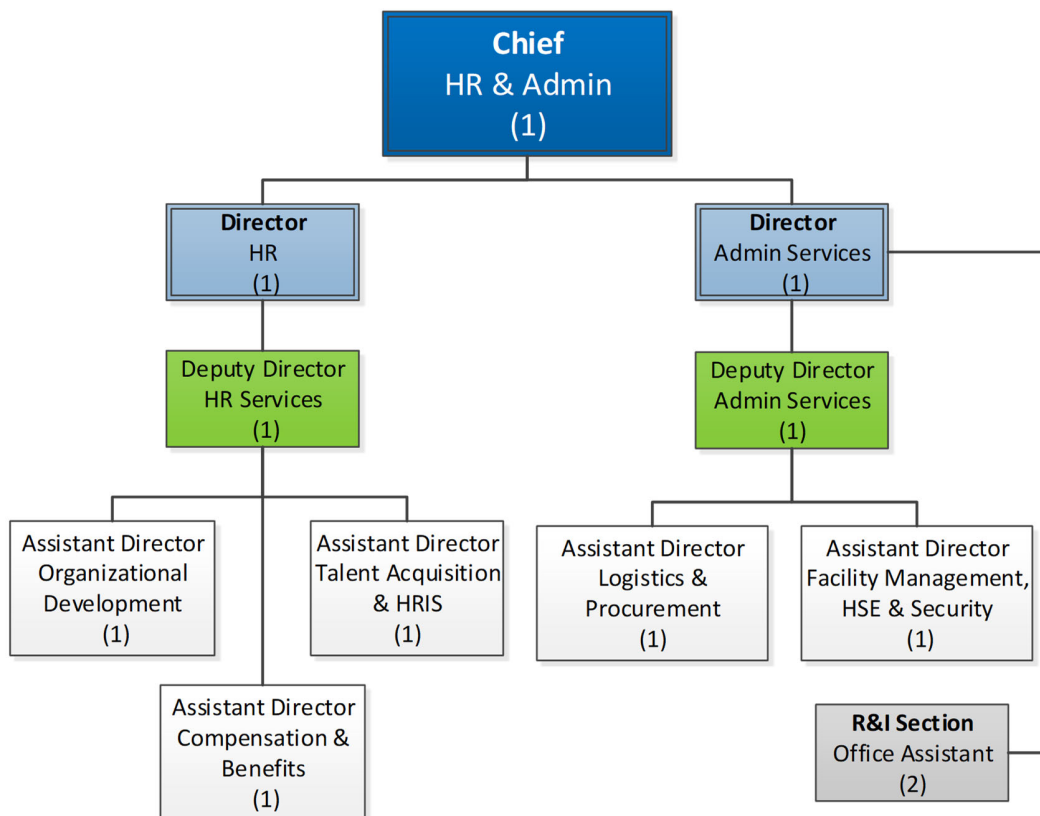 Chief
HR & Admin
(1)
Director
HR
(1)
Director
Admin Services
(1)
Deputy Director
HR Services
(1)
Deputy Director
Admin Services
(1)
Assistant Director
Organizational
Development
(1)
Assistant Director
Talent Acquisition
& HRIS
(1)
Assistant Director
Logistics &
Procurement
(1)
Assistant Director
Facility Management,
HSE & Security
(1)
Assistant Director
Compensation &
Benefits
(1)
R&I Section
Office Assistant
(2)